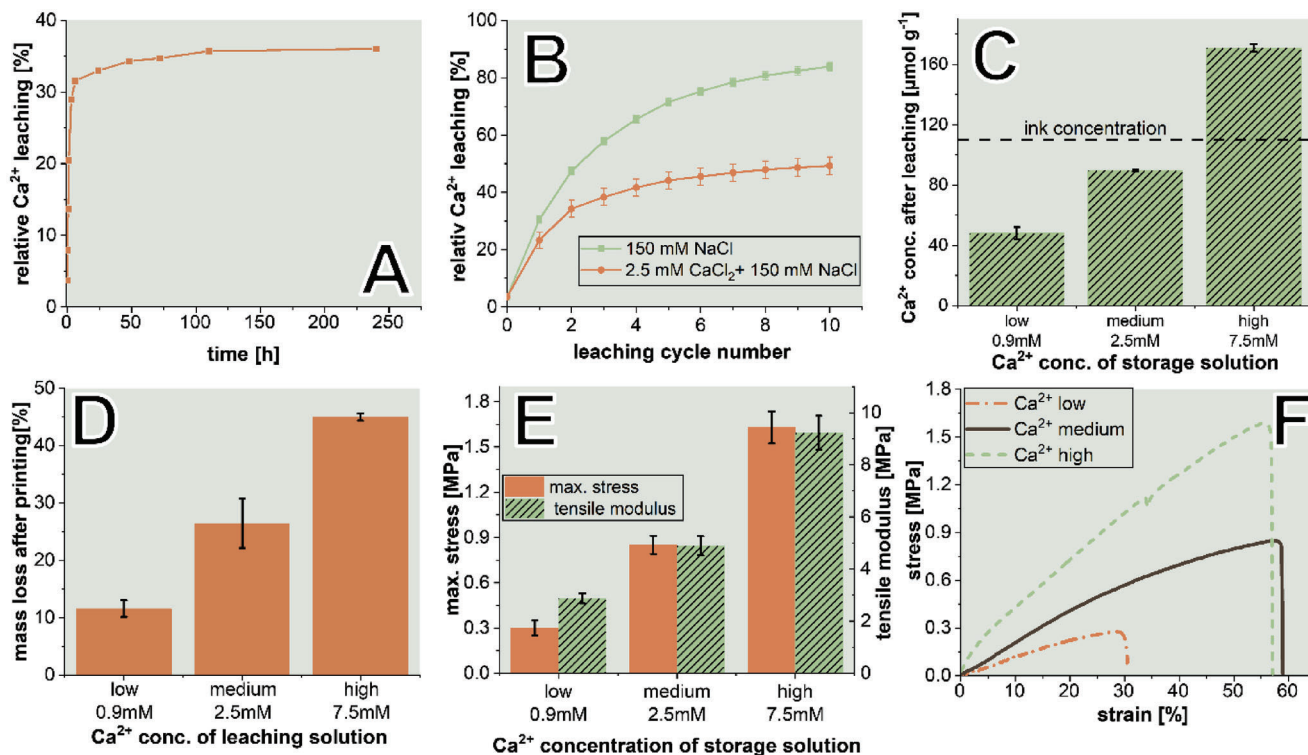 A
relative Ca²⁺ leaching [%]
40
35
30
25
20
15
10
5
0
0 50 100 150 200 250
time [h]
B
relativ Ca²⁺ leaching [%]
100
80
60
40
20
0
150 mM NaCl
2.5 mM CaCl₂+ 150 mM NaCl
0 2 4 6 8 10
leaching cycle number
C
Ca²⁺ conc. after leaching [µmol g⁻¹]
160
120
80
40
0
ink concentration
low medium high
0.9mM 2.5mM 7.5mM
Ca²⁺ conc. of storage solution
D
mass loss after printing[%]
50
40
30
20
10
0
low medium high
0.9mM 2.5mM 7.5mM
Ca²⁺ conc. of leaching solution
E
max. stress [MPa]
1.8
1.5
1.2
0.9
0.6
0.3
0.0
max. stress
tensile modulus
10
8
6
4
2
0
tensile modulus [MPa]
low medium high
0.9mM 2.5mM 7.5mM
Ca²⁺ concentration of storage solution
F
stress [MPa]
1.8
1.5
1.2
0.9
0.6
0.3
0.0
Ca²⁺ low
Ca²⁺ medium
Ca²⁺ high
0 10 20 30 40 50 60
strain [%]